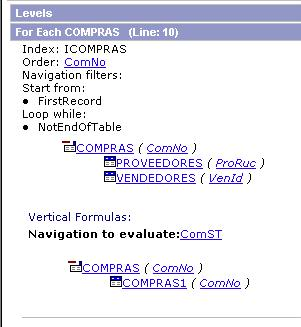 Levels
For Each COMPRAS (Line: 10)
Index: ICOMPRAS
Order: ComNo
Navigation filters:
Start from:
• FirstRecord
Loop while:
• NotEndOfTable
COMPRAS ( ComNo )
PROVEEDORES ( ProRuc )
VENDEDORES ( VenId )
Vertical Formulas:
Navigation to evaluate:ComST
COMPRAS ( ComNo )
COMPRAS1 ( ComNo )